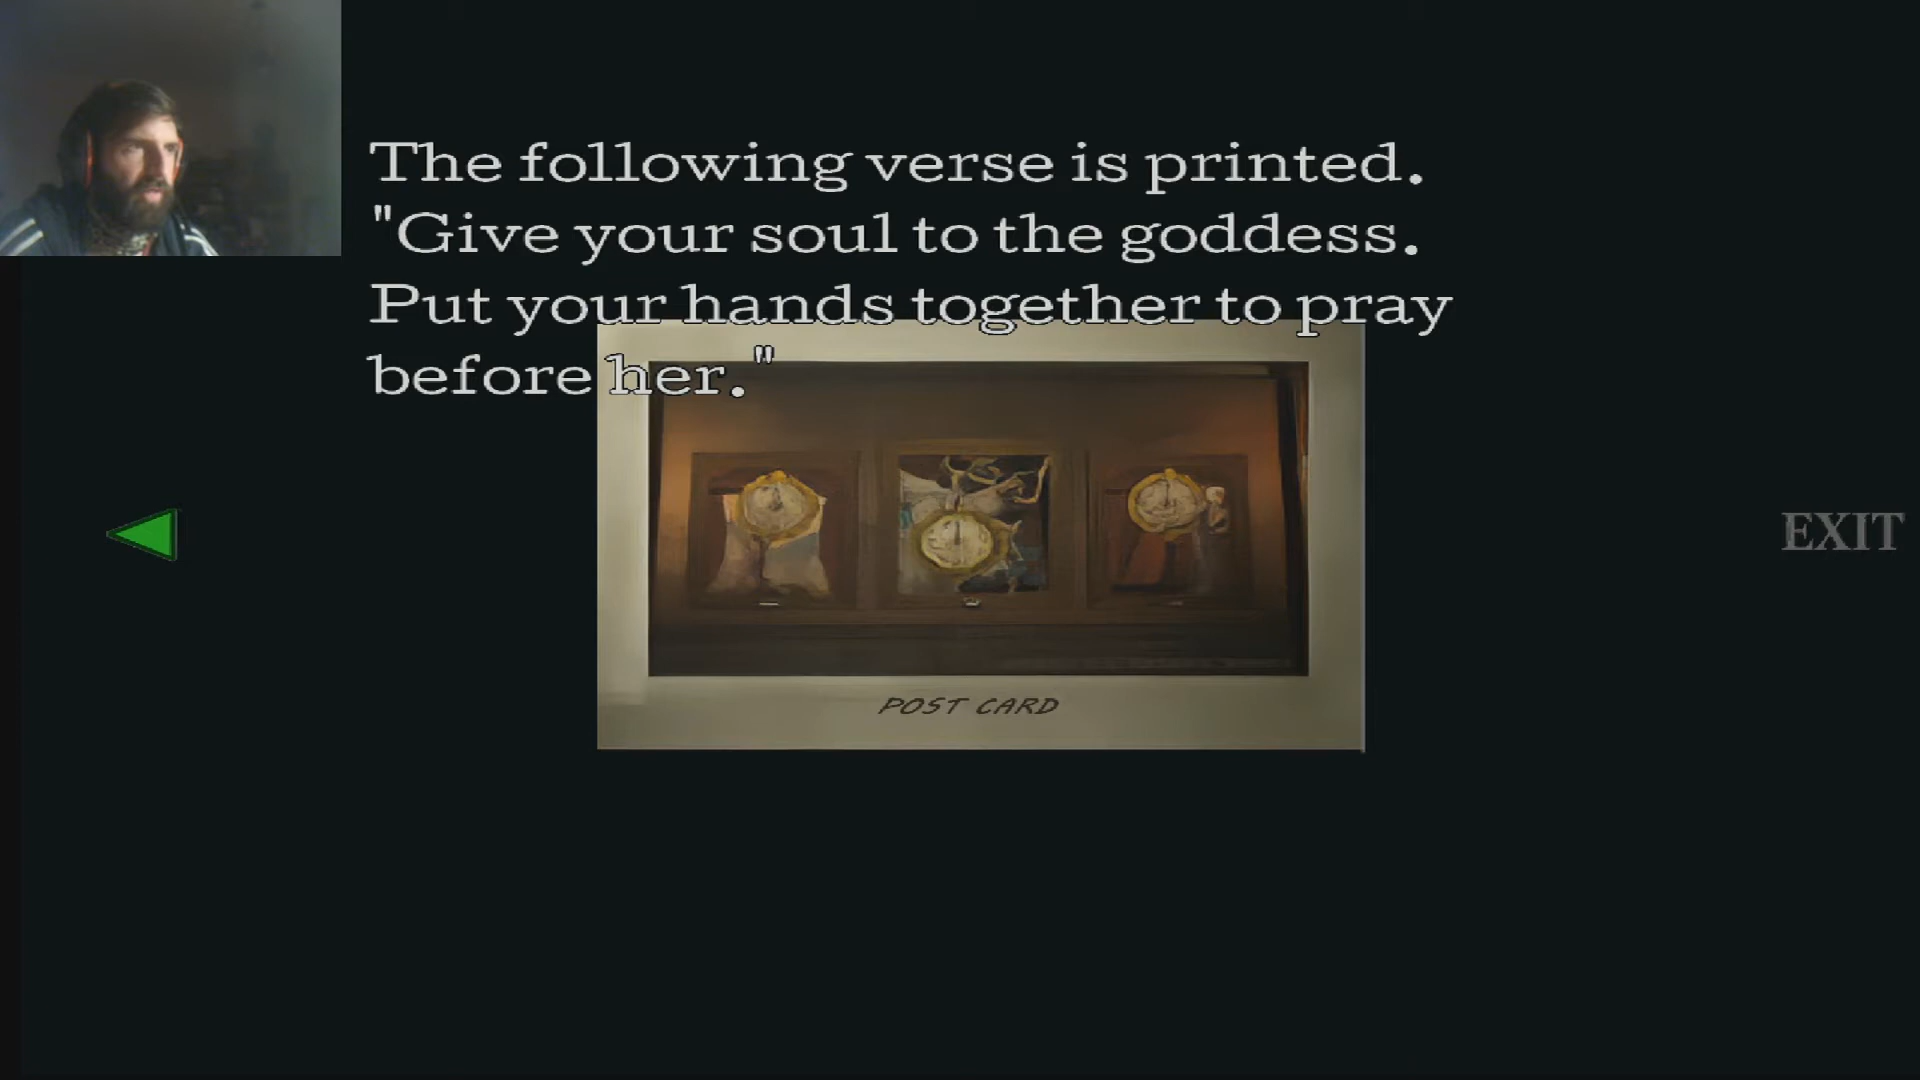 The following verse is printed.
"Give your soul to the goddess.
Put your hands together to pray
before her."
EXIT
POST CARD